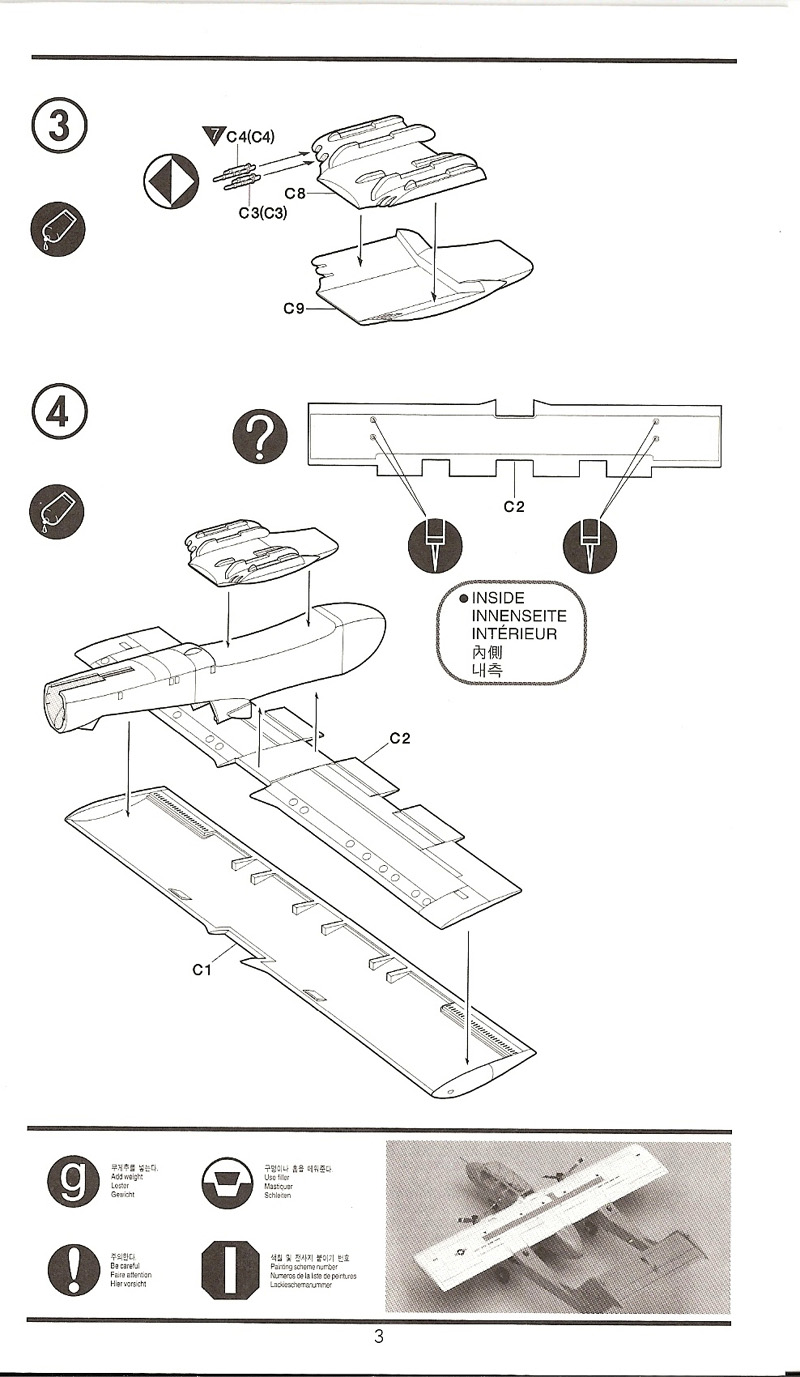 3
7 C4(C4)
C3(C3)
C8
C9
4
?
C2
● INSIDE
INNENSEITE
INTÉRIEUR
內側
내측
C2
C1
g
무게추를 넣는다.
Add weight
Lester
Gewicht
구멍이나 홈을 메워준다.
Use filler
Mastiquer
Schleiten
!
주의한다.
Be careful
Faire attention
Hier vorsicht
색칠 및 전사지 붙이기 번호
Painting scheme number
Numeros de la liste de peintures
Lackieschemanummer
3